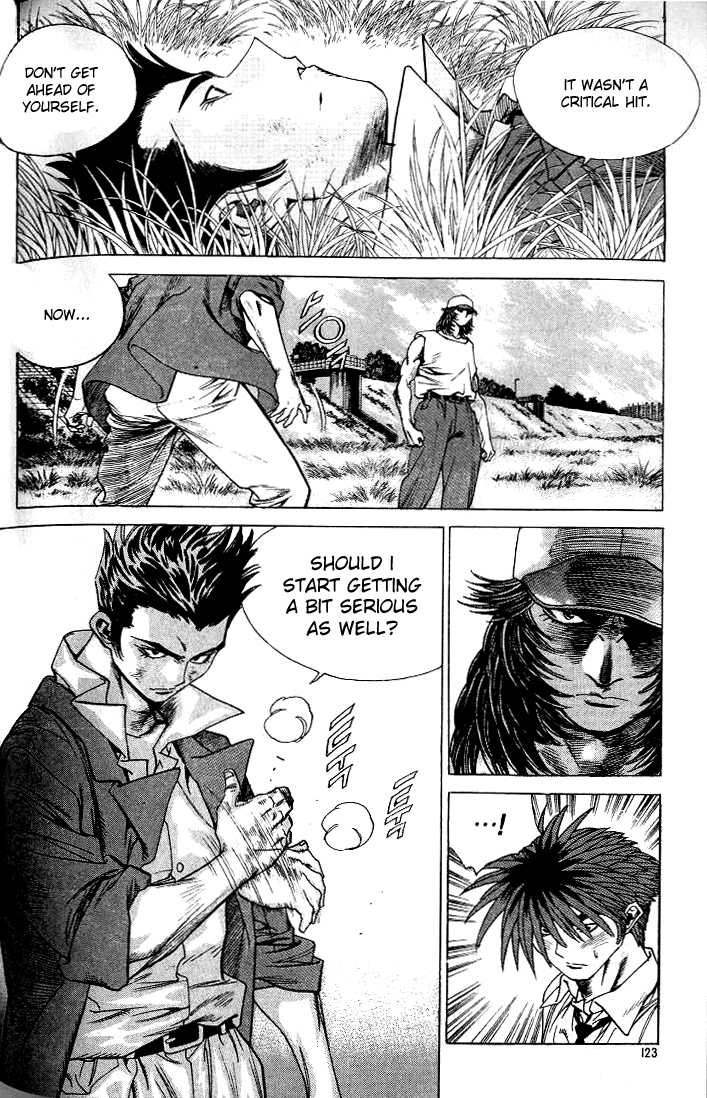 IT WASN'T A
CRITICAL HIT.
DON'T GET
AHEAD OF
YOURSELF.
NOW...
...!
SHOULD I
START GETTING
A BIT SERIOUS
AS WELL?
123